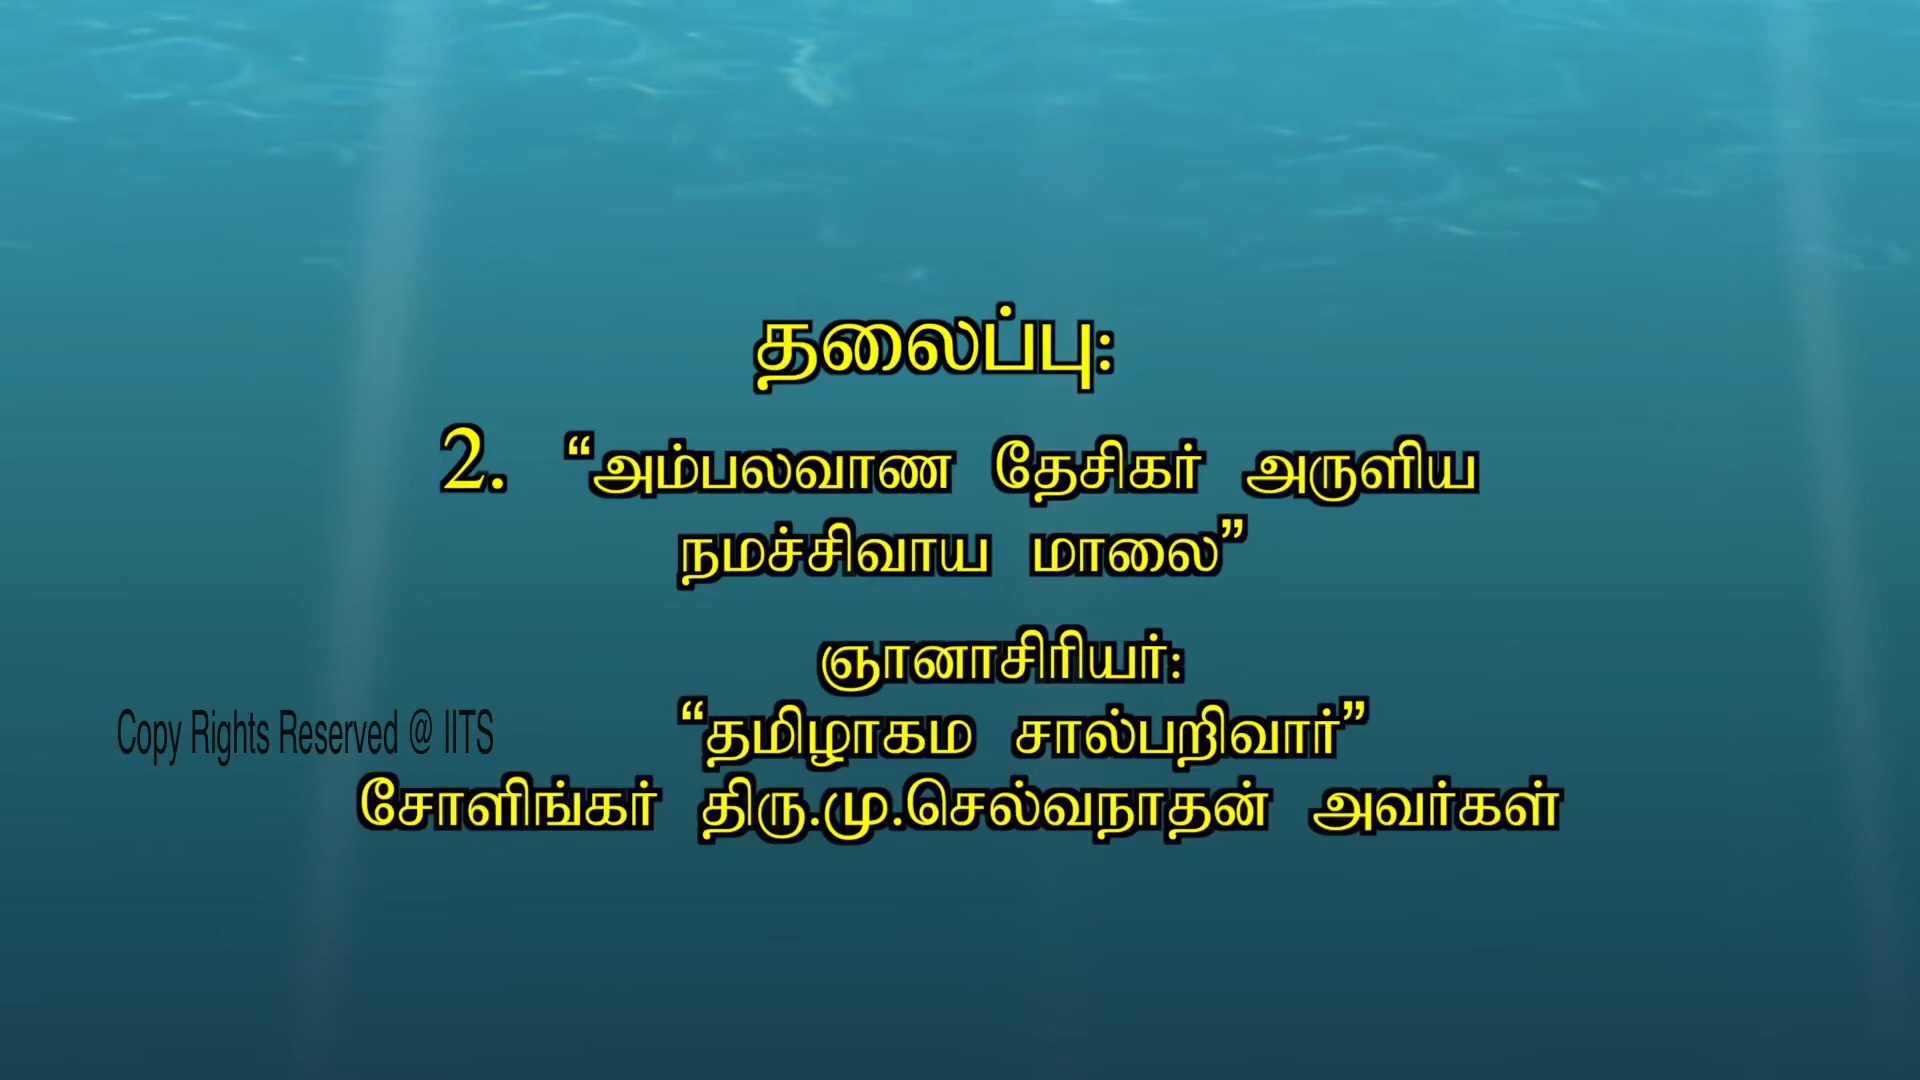 தலைப்பு:
2. “அம்பலவாண தேசிகர் அருளிய
நமச்சிவாய மாலை”
ஞானாசிரியர்:
“தமிழாகம சால்பறிவார்”
Copy Rights Reserved @ IITS
சோளிங்கர் திரு.மு.செல்வநாதன் அவர்கள்